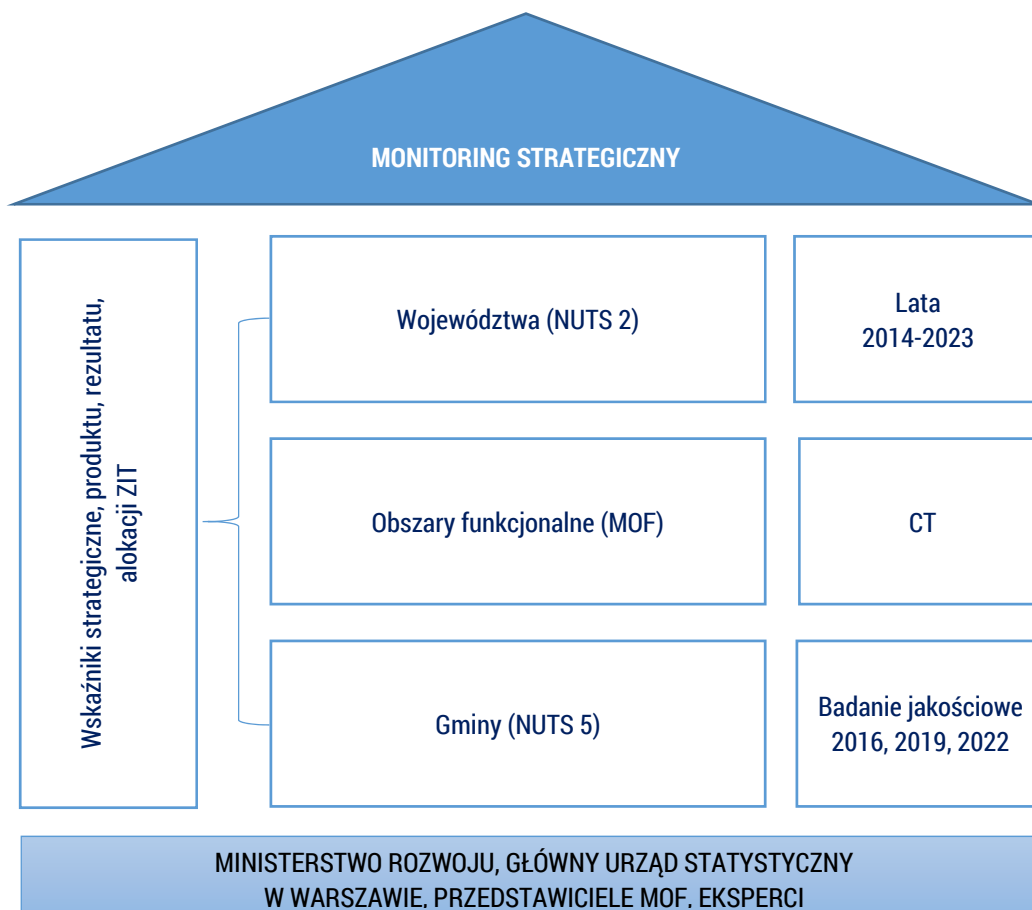 MONITORING STRATEGICZNY
Wskaźniki strategiczne, produktu, rezultatu,
alokacji ZIT
Województwa (NUTS 2)
Lata
2014-2023
Obszary funkcjonalne (MOF)
CT
Gminy (NUTS 5)
Badanie jakościowe
2016, 2019, 2022
MINISTERSTWO ROZWOJU, GŁÓWNY URZĄD STATYSTYCZNY
W WARSZAWIE, PRZEDSTAWICIELE MOF, EKSPERCI